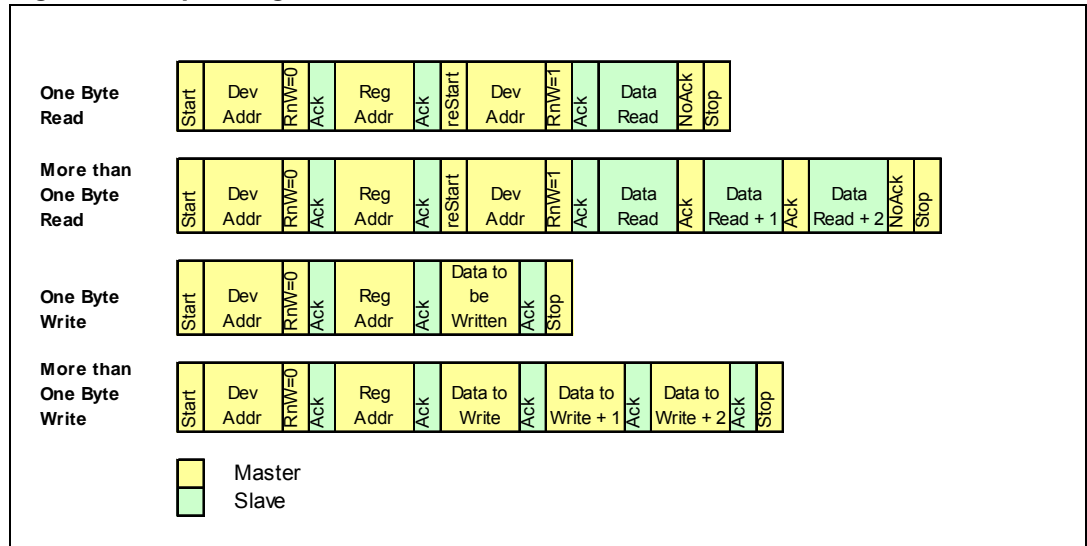 One Byte
Read
Start
Dev
Addr
RnW=0
Ack
Reg
Addr
Ack
reStart
Dev
Addr
RnW=1
Ack
Data
Read
NoAck
Stop
More than
One Byte
Read
Start
Dev
Addr
RnW=0
Ack
Reg
Addr
Ack
reStart
Dev
Addr
RnW=1
Ack
Data
Read
Ack
Data
Read + 1
Ack
Data
Read + 2
NoAck
Stop
One Byte
Write
Start
Dev
Addr
RnW=0
Ack
Reg
Addr
Ack
Data to
be
Written
Ack
Stop
More than
One Byte
Write
Start
Dev
Addr
RnW=0
Ack
Reg
Addr
Ack
Data to
Write
Ack
Data to
Write + 1
Ack
Data to
Write + 2
Ack
Stop
Master
Slave